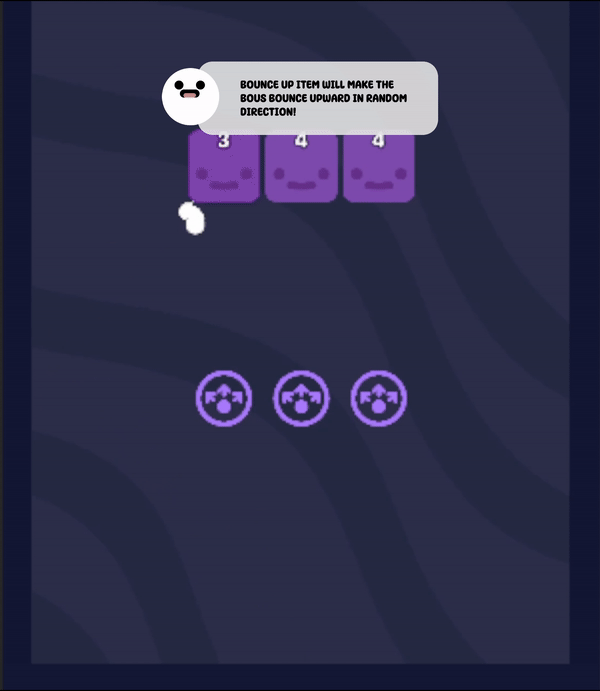 BOUNCE UP ITEM WILL MAKE THE
BOUS BOUNCE UPWARD IN RANDOM
DIRECTION!
3 4 4